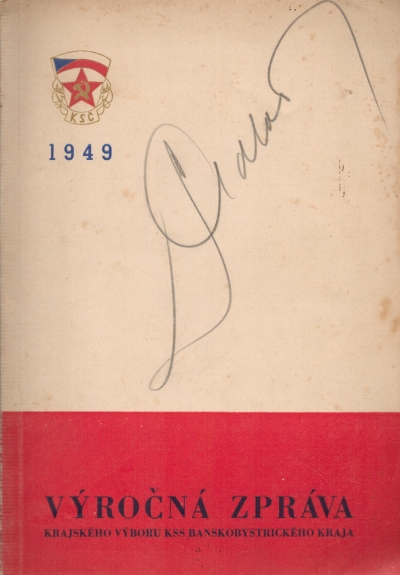 KSČ
1949
VÝROČNÁ ZPRÁVA
KRAJSKÉHO VÝBORU KSS BANSKOBYSTRICKÉHO KRAJA